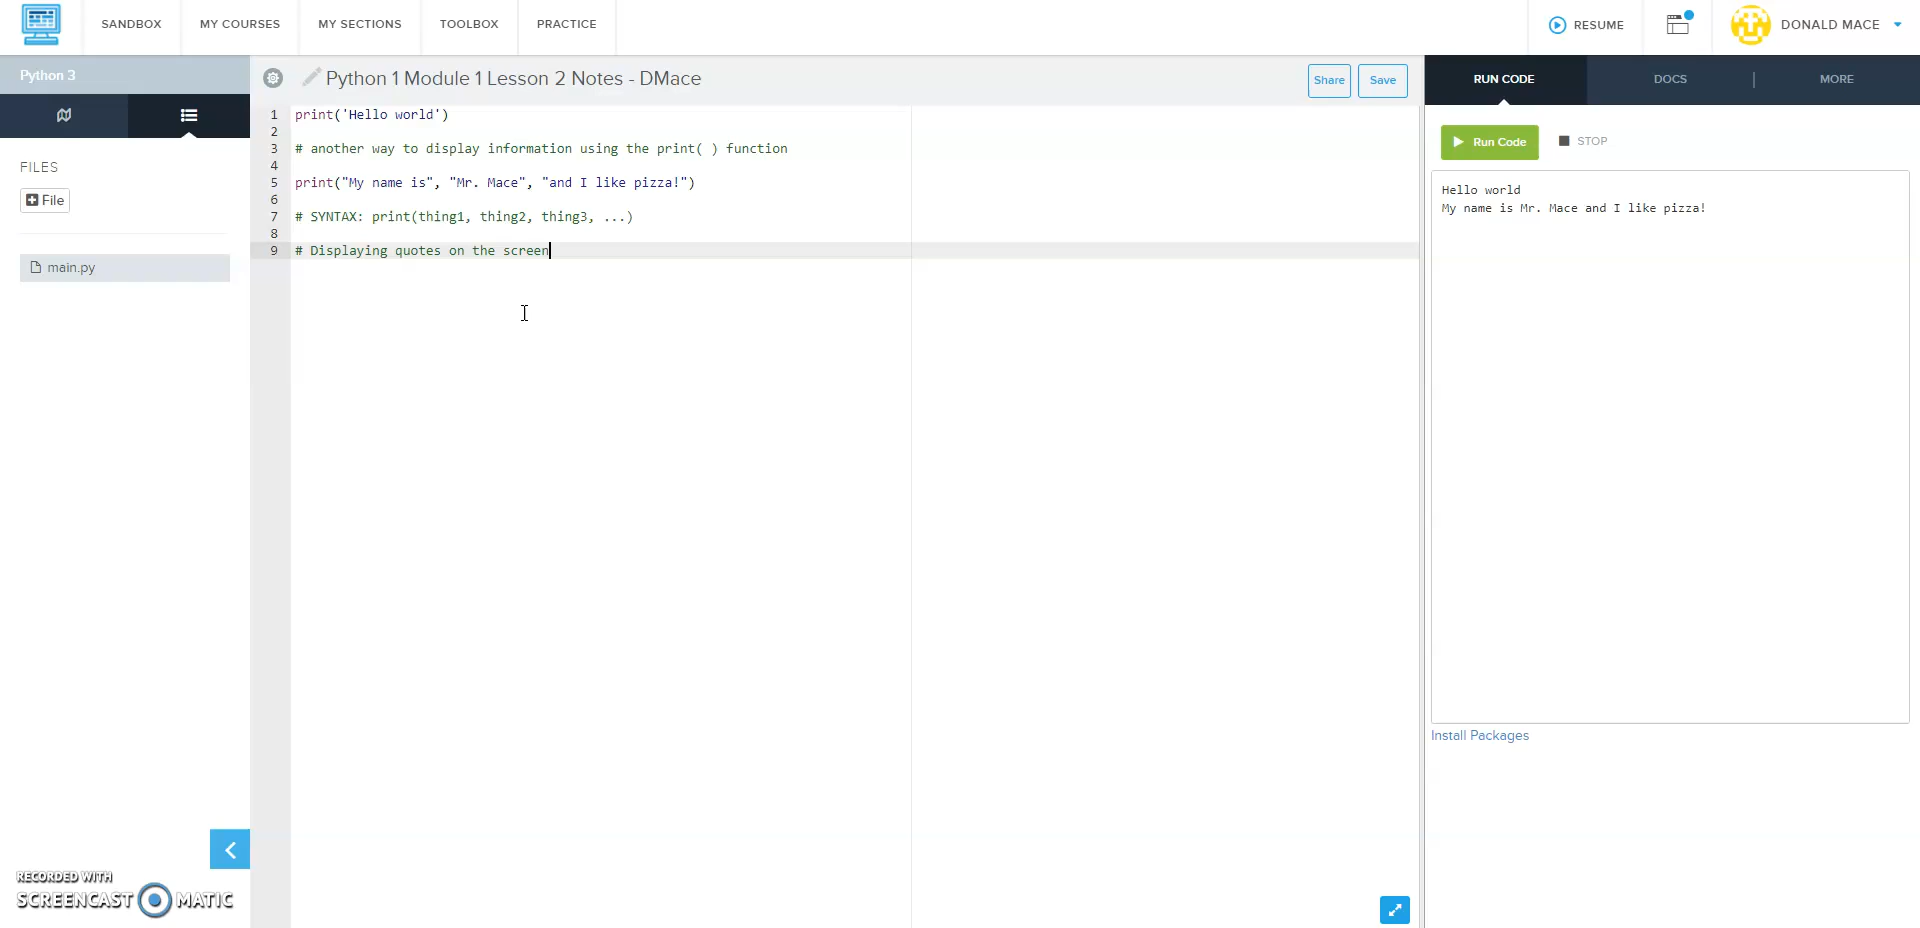 SANDBOX MY COURSES MY SECTIONS TOOLBOX PRACTICE RESUME DONALD MACE
Python 3
Python 1 Module 1 Lesson 2 Notes - DMace
Share Save
RUN CODE DOCS | MORE
FILES
File
main.py
1 print('Hello world')
2
3 # another way to display information using the print( ) function
4
5 print("My name is", "Mr. Mace", "and I like pizza!")
6
7 # SYNTAX: print(thing1, thing2, thing3, ...)
8
9 # Displaying quotes on the screen
Run Code STOP
Hello world
My name is Mr. Mace and I like pizza!
Install Packages
RECORDED WITH
SCREENCAST MATIC